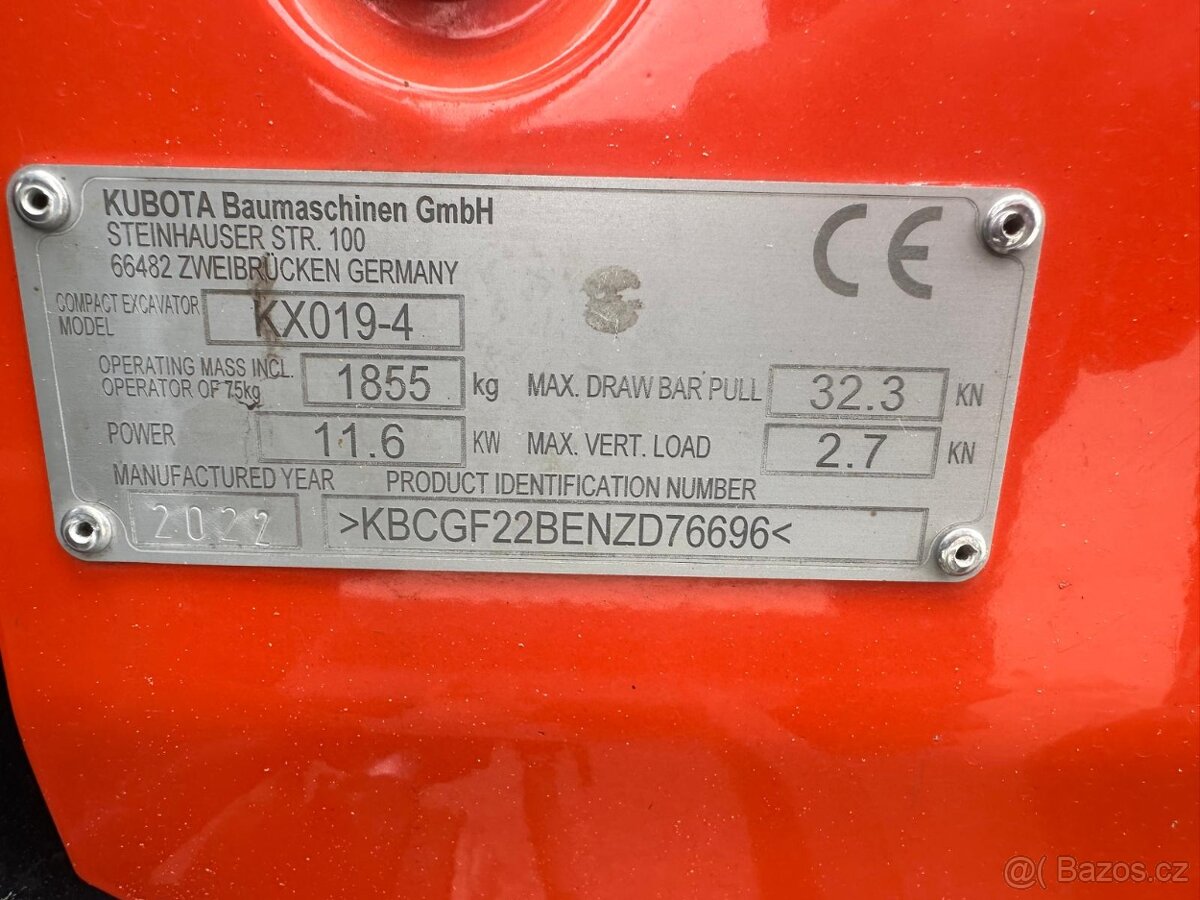 KUBOTA Baumaschinen GmbH
STEINHAUSER STR. 100
66482 ZWEIBRÜCKEN GERMANY
CE
COMPACT EXCAVATOR
MODEL KX019-4
OPERATING MASS INCL.
OPERATOR OF 75kg 1855 kg MAX. DRAW BAR PULL 32.3 KN
POWER 11.6 KW MAX. VERT. LOAD 2.7 KN
MANUFACTURED YEAR PRODUCT IDENTIFICATION NUMBER
2022 >KBCGF22BENZD76696<
@( Bazos.cz